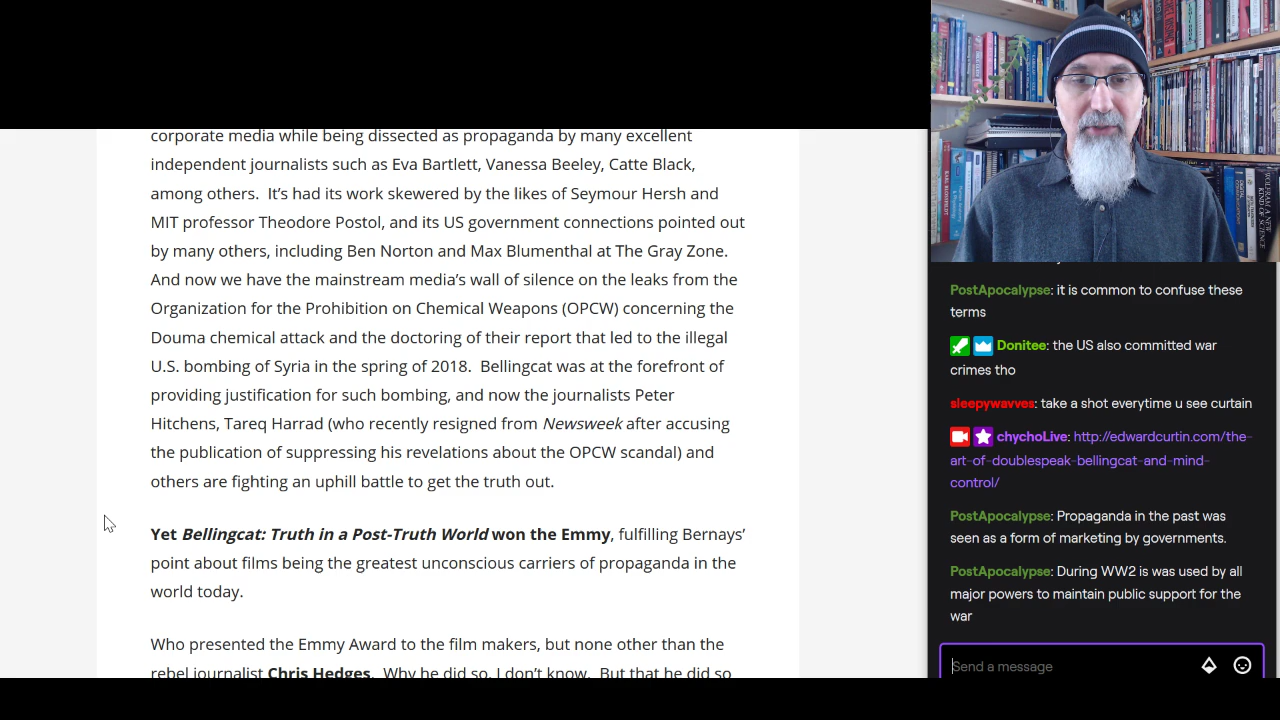 corporate media while being dissected as propaganda by many excellent
independent journalists such as Eva Bartlett, Vanessa Beeley, Catte Black,
among others.  It’s had its work skewered by the likes of Seymour Hersh and
MIT professor Theodore Postol, and its US government connections pointed out
by many others, including Ben Norton and Max Blumenthal at The Gray Zone.
And now we have the mainstream media’s wall of silence on the leaks from the
Organization for the Prohibition on Chemical Weapons (OPCW) concerning the
Douma chemical attack and the doctoring of their report that led to the illegal
U.S. bombing of Syria in the spring of 2018.  Bellingcat was at the forefront of
providing justification for such bombing, and now the journalists Peter
Hitchens, Tareq Harrad (who recently resigned from Newsweek after accusing
the publication of suppressing his revelations about the OPCW scandal) and
others are fighting an uphill battle to get the truth out.
Yet Bellingcat: Truth in a Post-Truth World won the Emmy, fulfilling Bernays’
point about films being the greatest unconscious carriers of propaganda in the
world today.
Who presented the Emmy Award to the film makers, but none other than the
rebel journalist Chris Hedges.  Why he did so, I don’t know.  But that he did so
PostApocalypse: it is common to confuse these
terms
Donitee: the US also committed war
crimes tho
sleepywavves: take a shot everytime u see curtain
chychoLive: http://edwardcurtin.com/the-
art-of-doublespeak-bellingcat-and-mind-
control/
PostApocalypse: Propaganda in the past was
seen as a form of marketing by governments.
PostApocalypse: During WW2 is was used by all
major powers to maintain public support for the
war
Send a message
WOLFRAM A NEW KIND OF SCIENCE